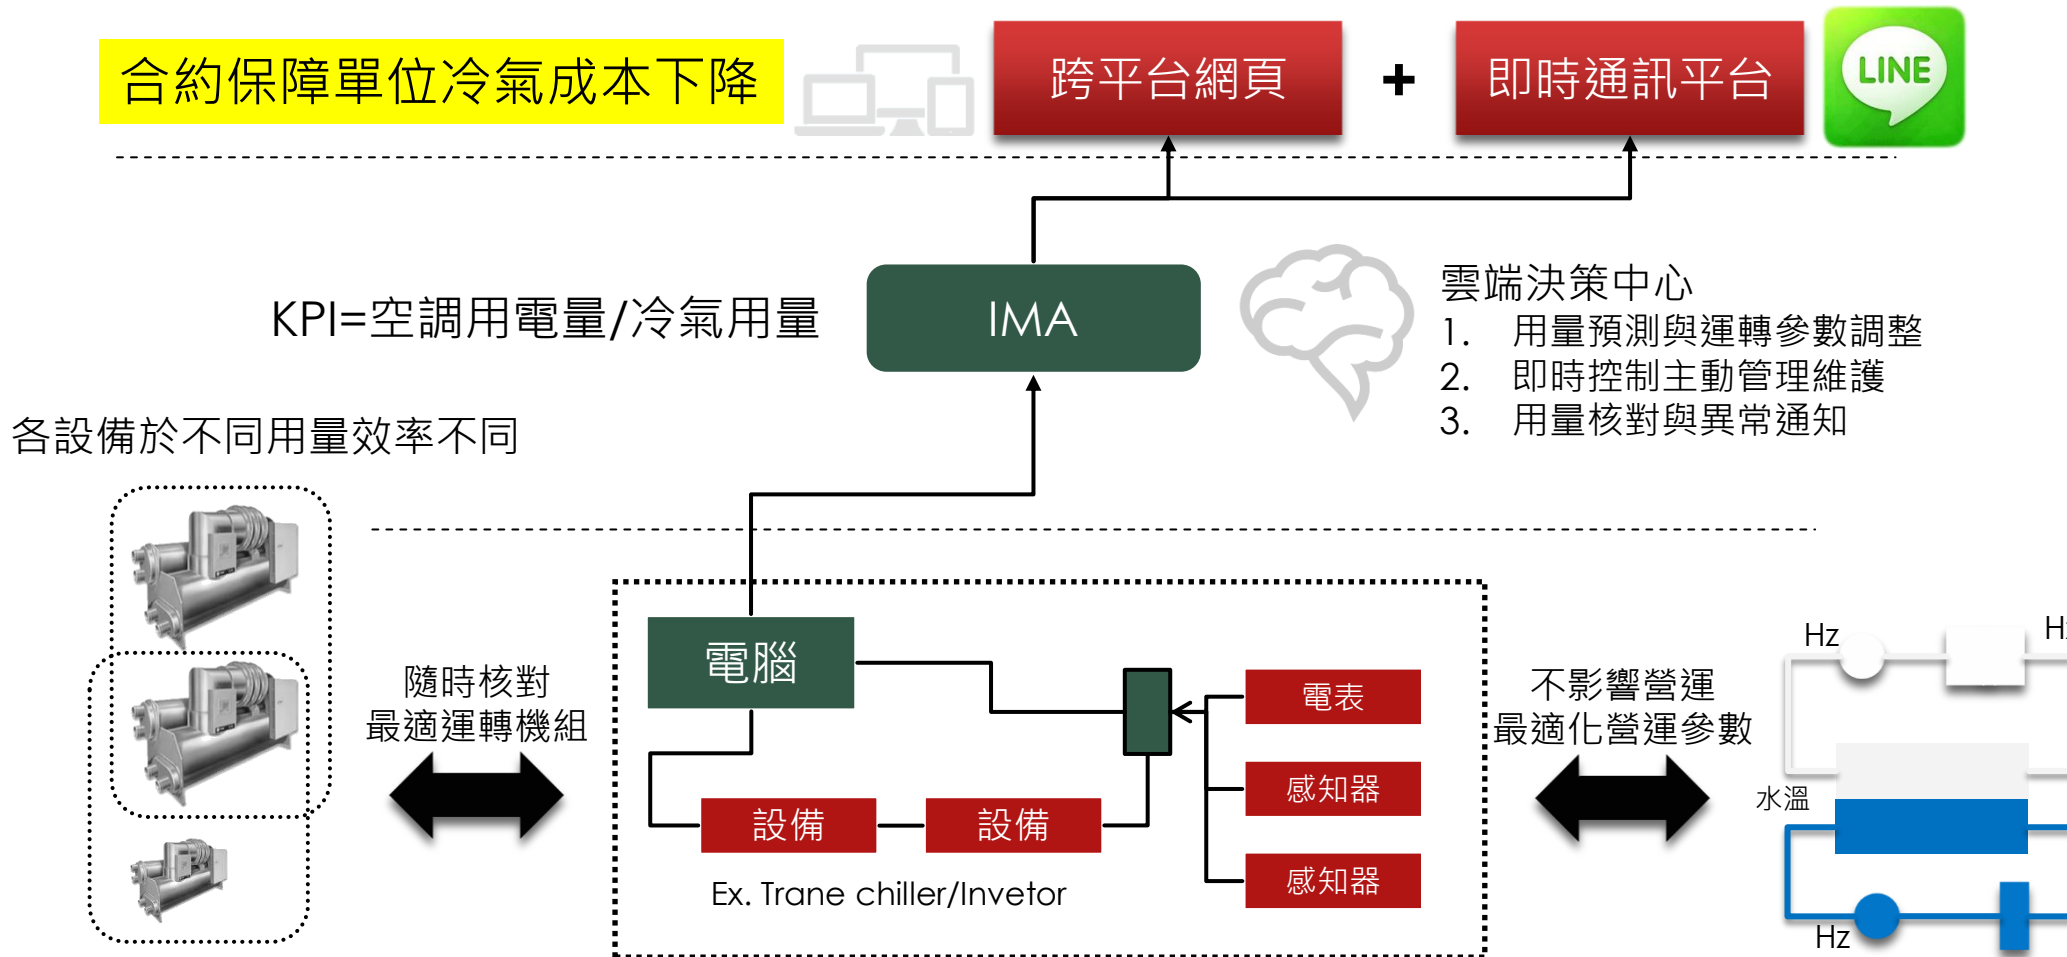 合約保障單位冷氣成本下降
跨平台網頁
+
即時通訊平台
LINE
KPI=空調用電量/冷氣用量
IMA
雲端決策中心
1. 用量預測與運轉參數調整
2. 即時控制主動管理維護
3. 用量核對與異常通知
各設備於不同用量效率不同
隨時核對
最適運轉機組
電腦
設備
設備
Ex. Trane chiller/Invetor
電表
感知器
感知器
不影響營運
最適化營運參數
Hz
Hz
水溫
Hz